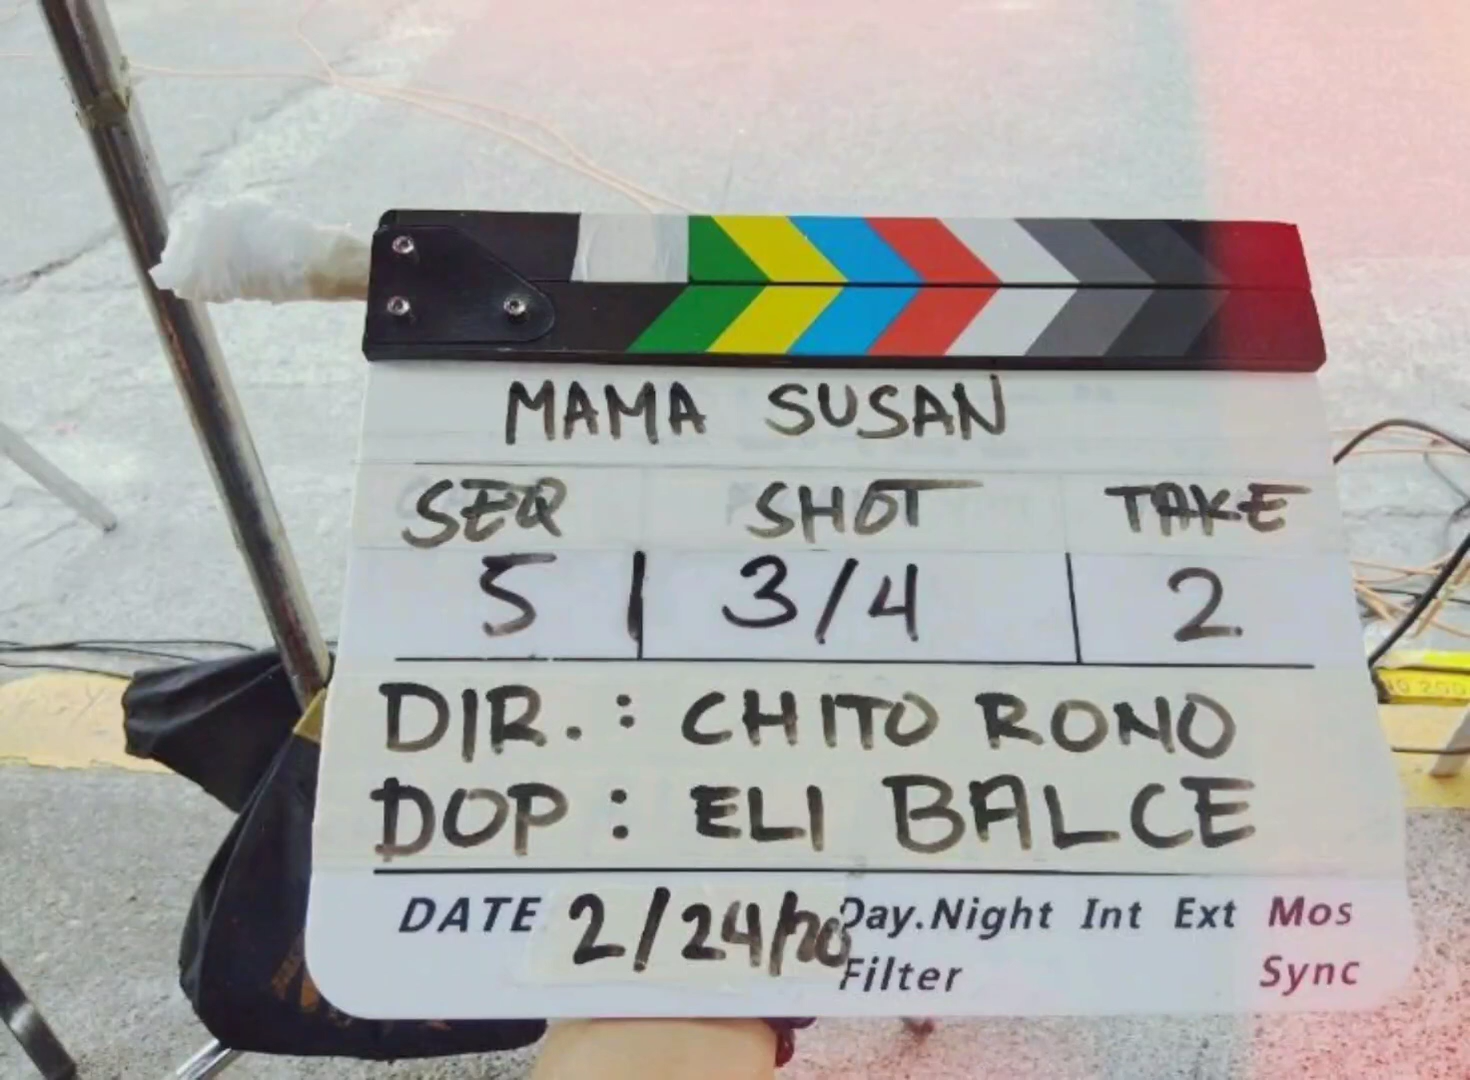 MAMA SUSAN
SEQ SHOT TAKE
5 3/4 2
DIR. : CHITO RONO
DOP : ELI BALCE
DATE 2/24/20 Day.Night Int Ext Mos
Filter Sync